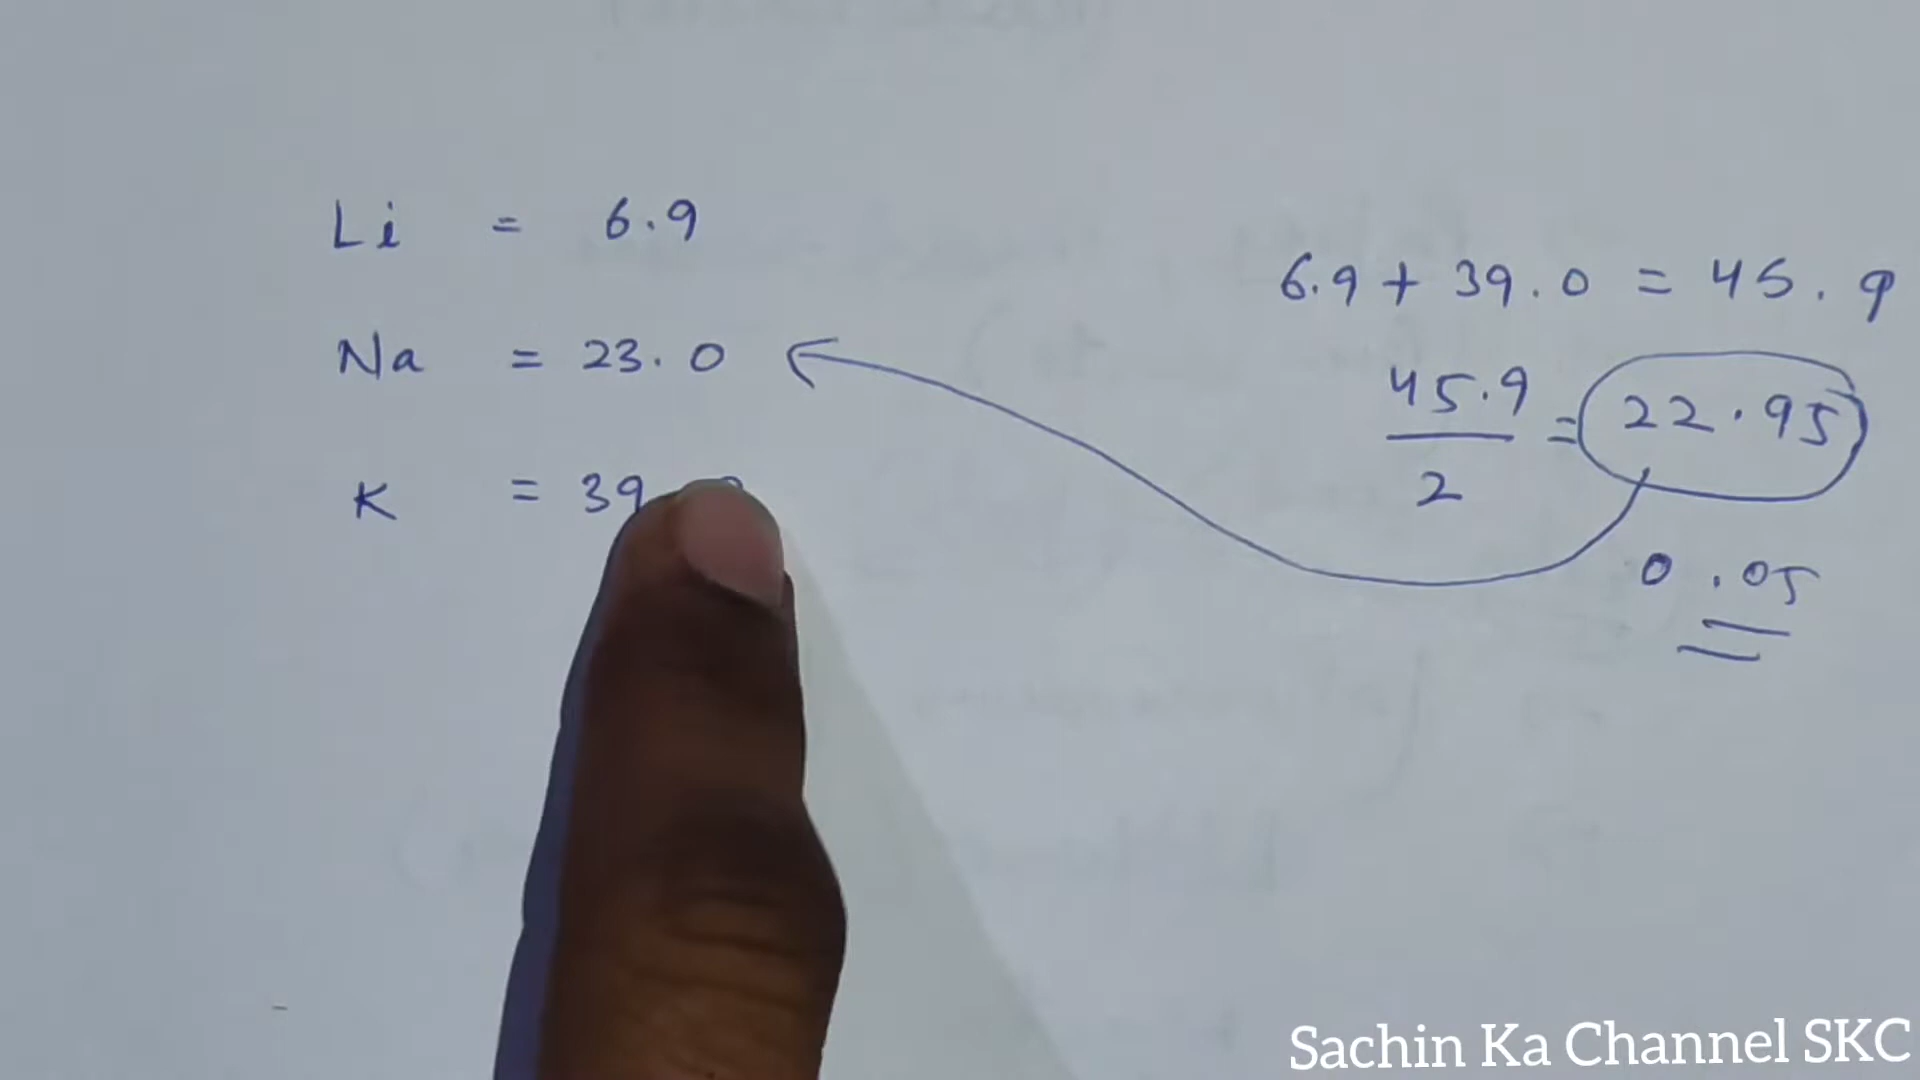 Li = 6.9
Na = 23.0
K = 39
6.9 + 39.0 = 45.9
45.9
2
= 22.95
0.05
Sachin Ka Channel SKC